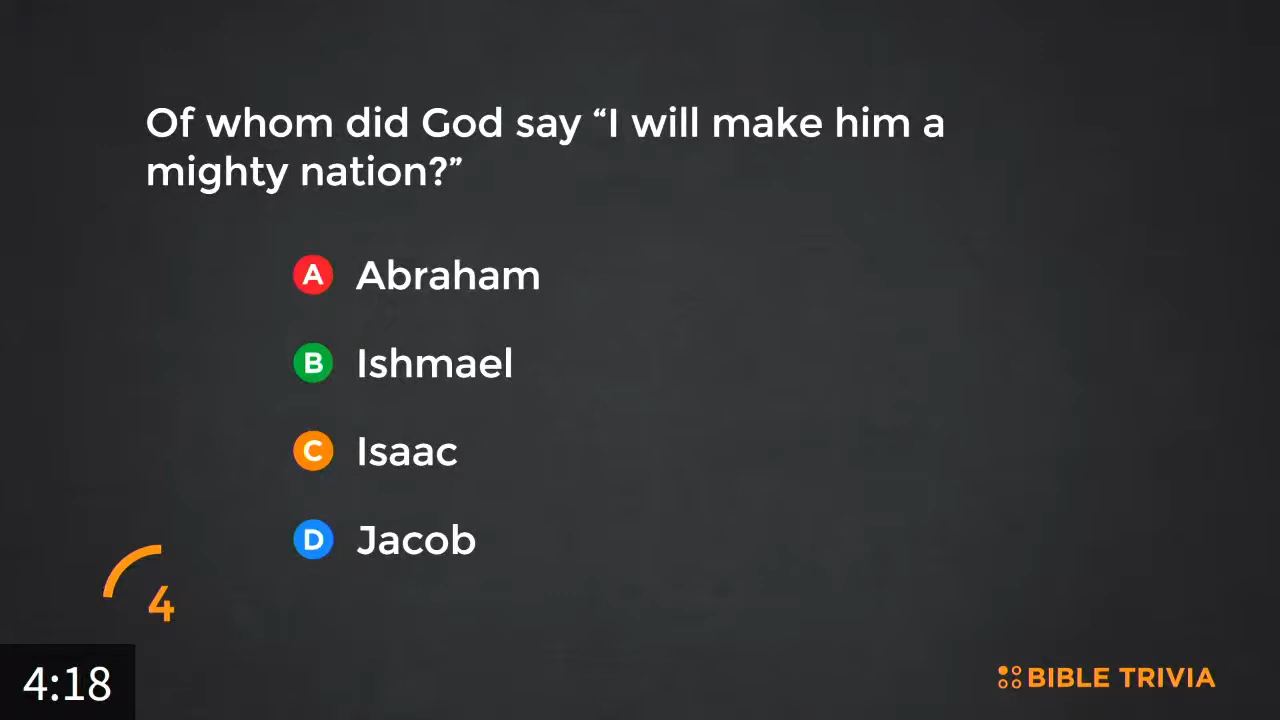 Of whom did God say “I will make him a
mighty nation?”
A Abraham
B Ishmael
C Isaac
D Jacob
4
4:18
BIBLE TRIVIA